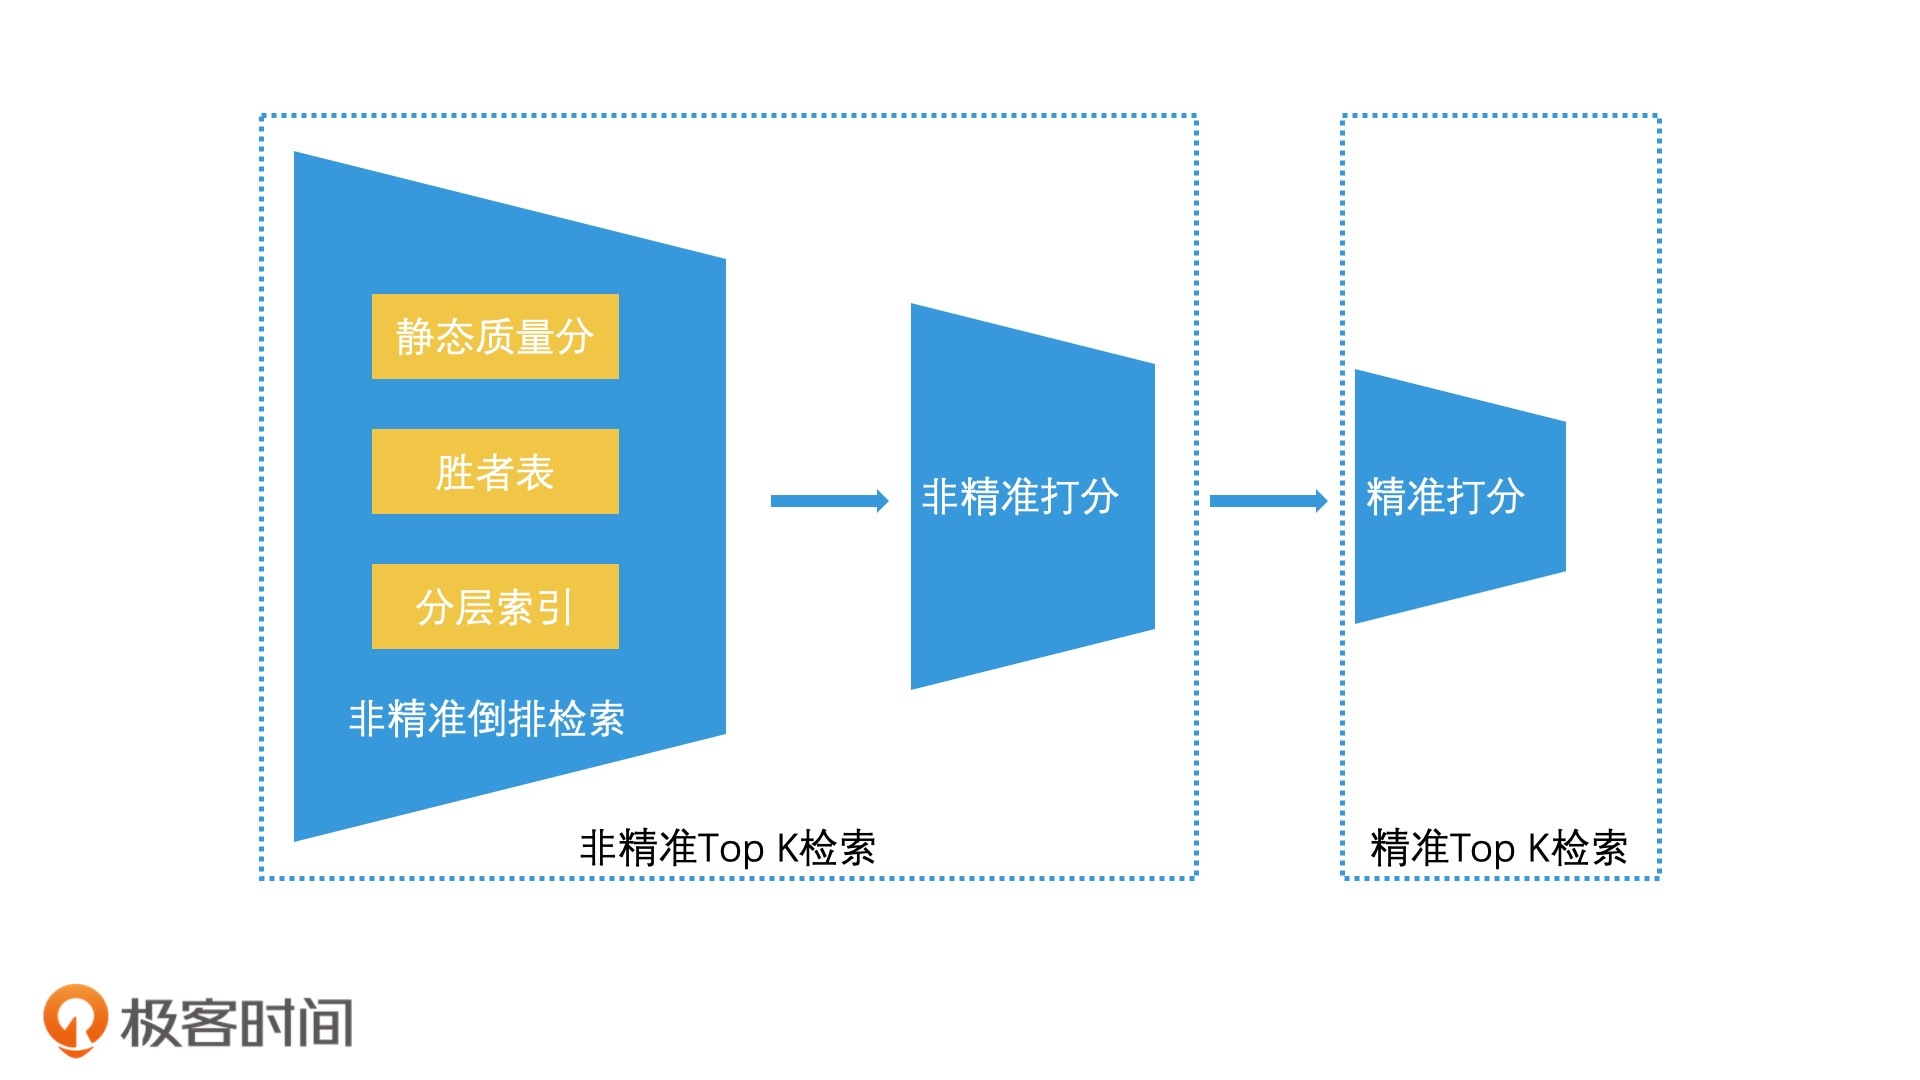 静态质量分
胜者表
分层索引
非精准倒排检索
非精准打分
精准打分
非精准Top K检索
精准Top K检索
极客时间